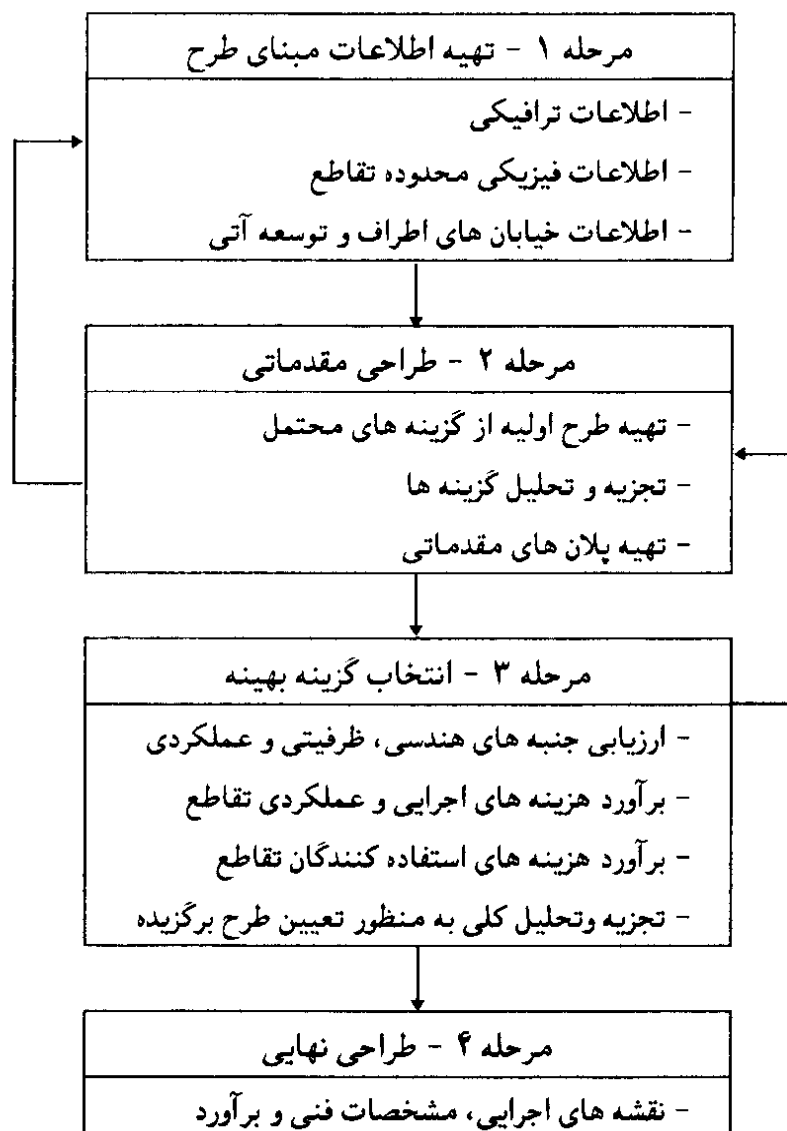 مرحله ۱ - تهیه اطلاعات مبنای طرح
- اطلاعات ترافیکی
- اطلاعات فیزیکی محدوده تقاطع
- اطلاعات خیابان های اطراف و توسعه آتی
مرحله ۲ - طراحی مقدماتی
- تهیه طرح اولیه از گزینه های محتمل
- تجزیه و تحلیل گزینه ها
- تهیه پلان های مقدماتی
مرحله ۳ - انتخاب گزینه بهینه
- ارزیابی جنبه های هندسی، ظرفیتی و عملکردی
- برآورد هزینه های اجرایی و عملکردی تقاطع
- برآورد هزینه های استفاده کنندگان تقاطع
- تجزیه وتحلیل کلی به منظور تعیین طرح برگزیده
مرحله ۴ - طراحی نهایی
- نقشه های اجرایی، مشخصات فنی و برآورد